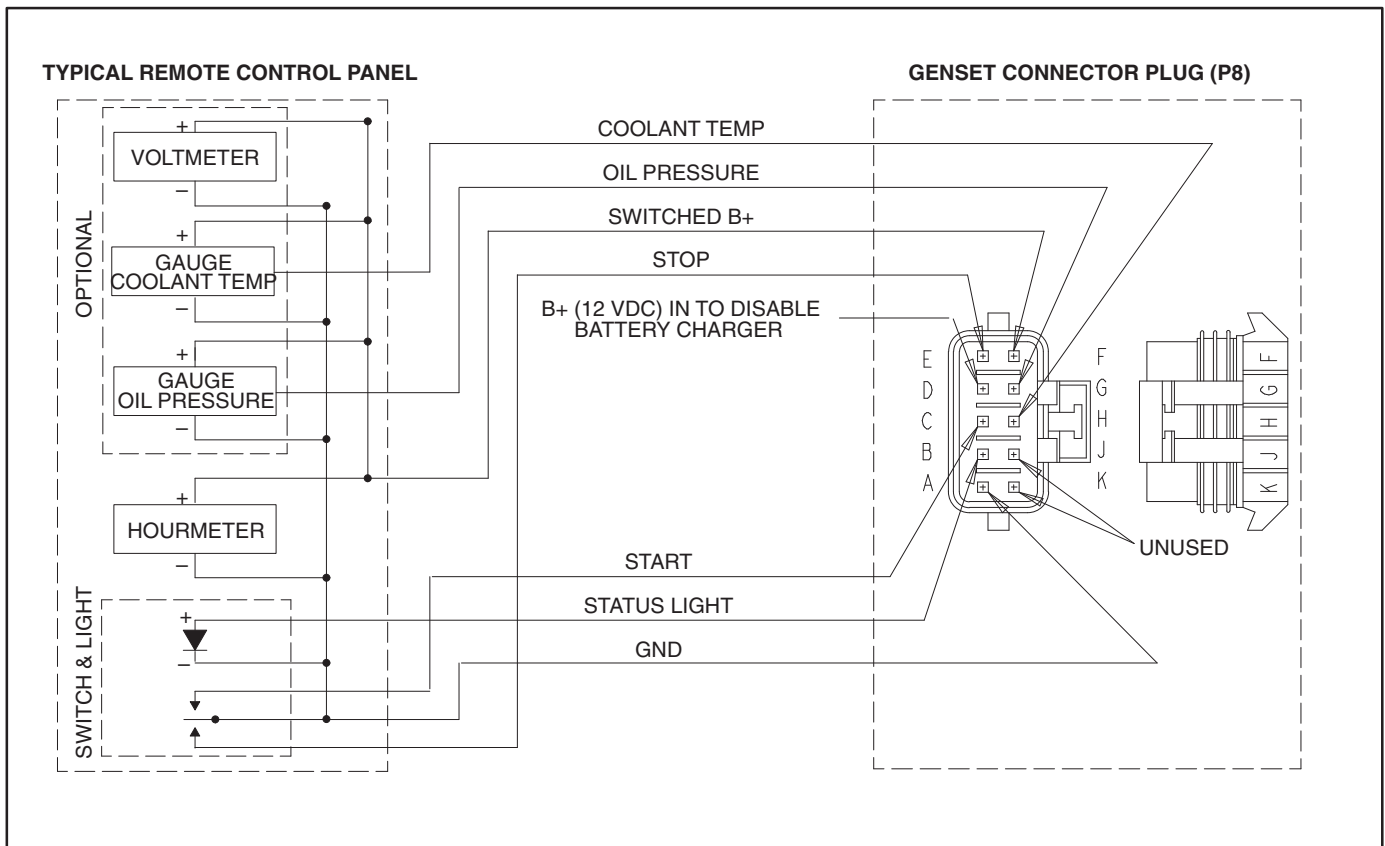 TYPICAL REMOTE CONTROL PANEL
GENSET CONNECTOR PLUG (P8)
OPTIONAL
+
VOLTMETER
–
+
GAUGE
COOLANT TEMP
–
+
GAUGE
OIL PRESSURE
–
+
HOURMETER
–
SWITCH & LIGHT
+
–
COOLANT TEMP
OIL PRESSURE
SWITCHED B+
STOP
B+ (12 VDC) IN TO DISABLE
BATTERY CHARGER
START
STATUS LIGHT
GND
E
D
C
B
A
F
G
H
J
K
UNUSED
F
G
H
J
K